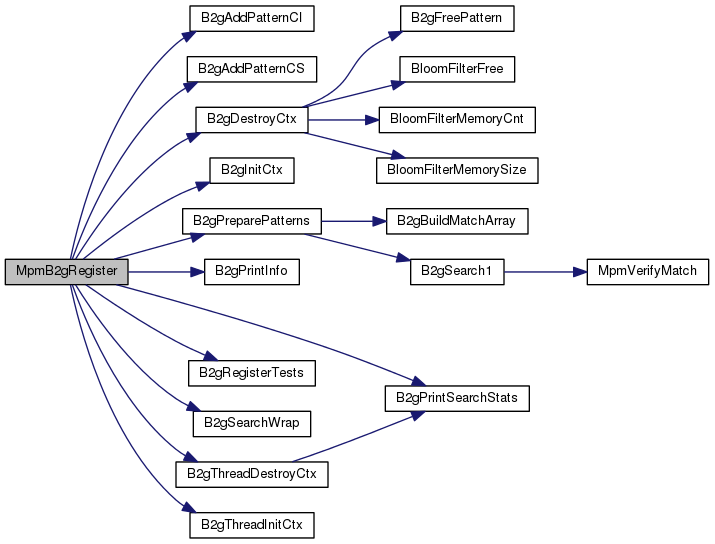 B2gAddPatternCI
B2gFreePattern
B2gAddPatternCS
BloomFilterFree
B2gDestroyCtx
BloomFilterMemoryCnt
B2gInitCtx
BloomFilterMemorySize
B2gPreparePatterns
B2gBuildMatchArray
MpmB2gRegister
B2gPrintInfo
B2gSearch1
MpmVerifyMatch
B2gRegisterTests
B2gPrintSearchStats
B2gSearchWrap
B2gThreadDestroyCtx
B2gThreadInitCtx